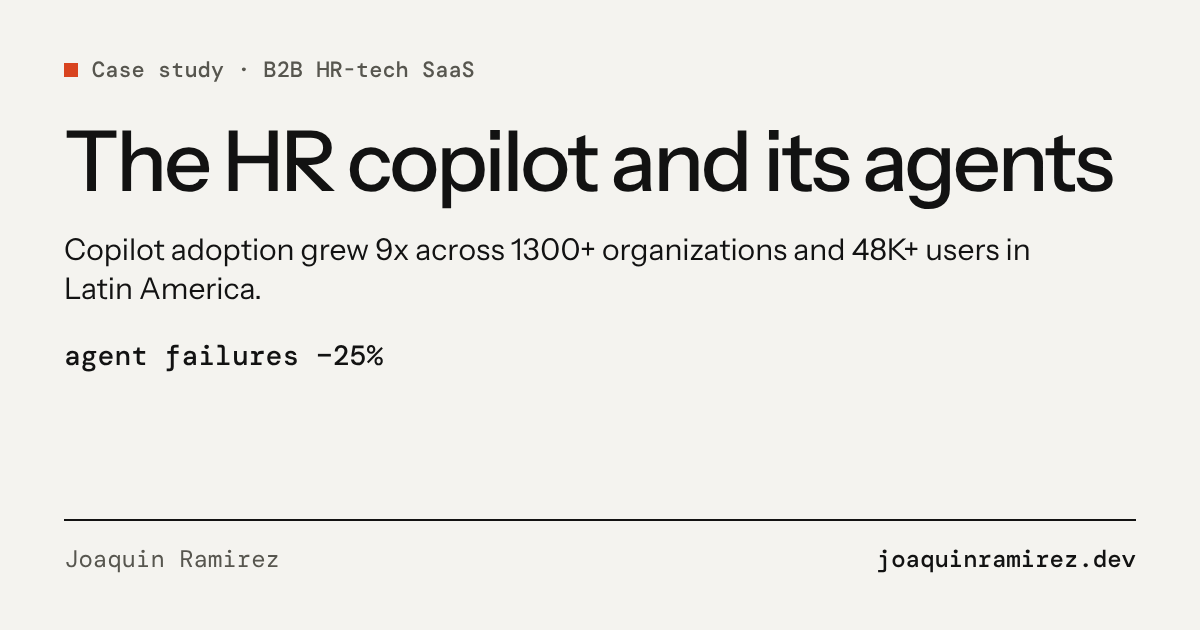 Case study · B2B HR-tech SaaS
The HR copilot and its agents
Copilot adoption grew 9x across 1300+ organizations and 48K+ users in
Latin America.
agent failures −25%
Joaquin Ramirez
joaquinramirez.dev